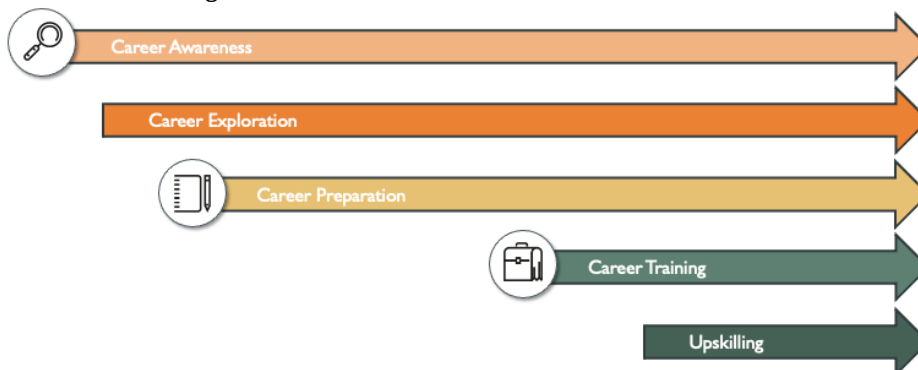 Career Awareness
Career Exploration
Career Preparation
Career Training
Upskilling